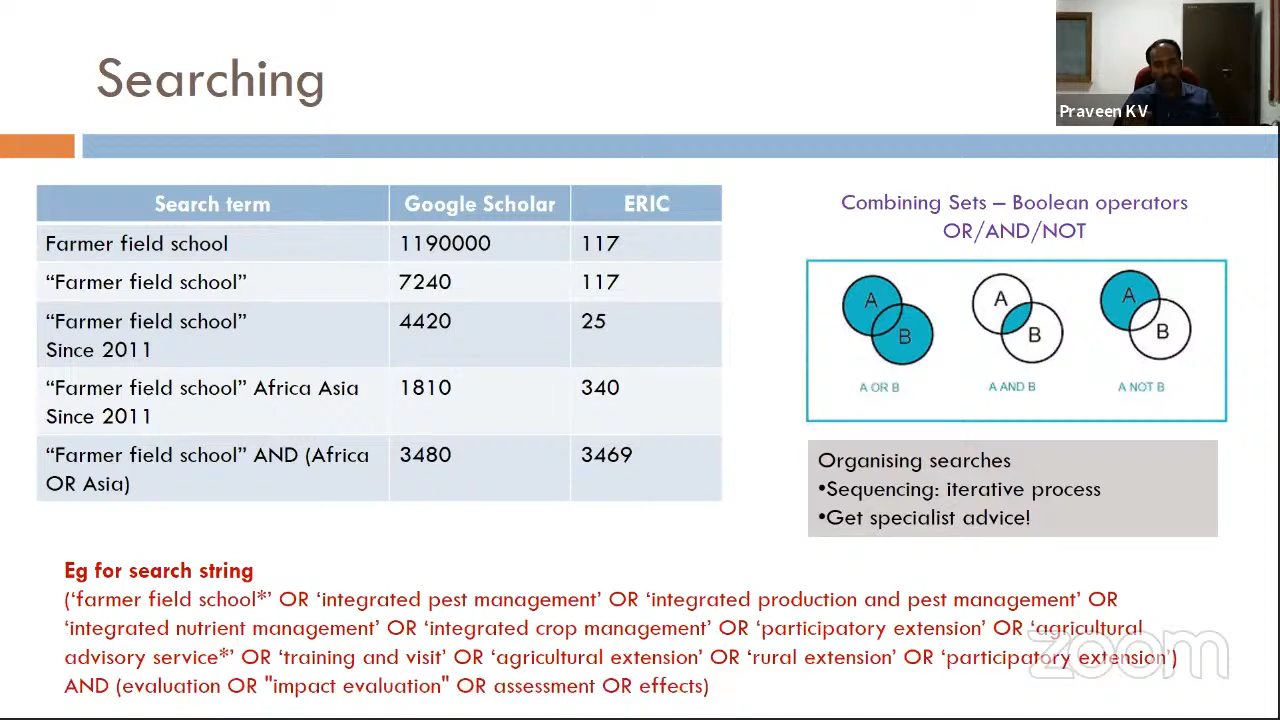 Searching
Praveen KV
Search term Google Scholar ERIC
Farmer field school 1190000 117
“Farmer field school” 7240 117
“Farmer field school” 4420 25
Since 2011
“Farmer field school” Africa Asia 1810 340
Since 2011
“Farmer field school” AND (Africa 3480 3469
OR Asia)
Combining Sets – Boolean operators
OR/AND/NOT
A A A
B B B
A OR B A AND B A NOT B
Organising searches
•Sequencing: iterative process
•Get specialist advice!
Eg for search string
(‘farmer field school*’ OR ‘integrated pest management’ OR ‘integrated production and pest management’ OR
‘integrated nutrient management’ OR ‘integrated crop management’ OR ‘participatory extension’ OR ‘agricultural
advisory service*’ OR ‘training and visit’ OR ‘agricultural extension’ OR ‘rural extension’ OR ‘participatory extension’)
AND (evaluation OR "impact evaluation" OR assessment OR effects)
zoom